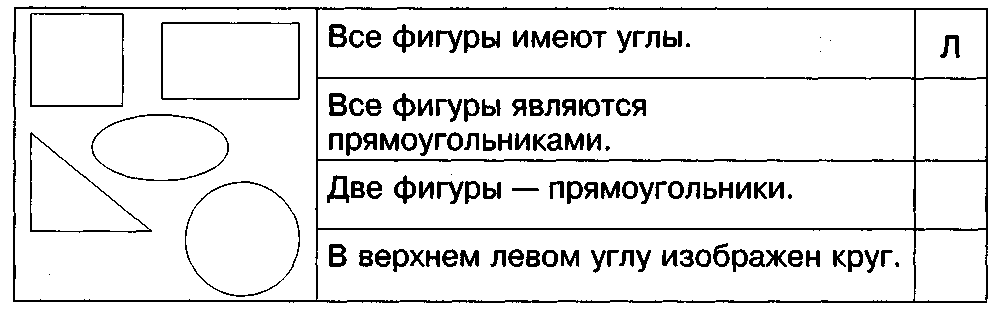 Все фигуры имеют углы.
Л
Все фигуры являются
прямоугольниками.
Две фигуры — прямоугольники.
В верхнем левом углу изображен круг.